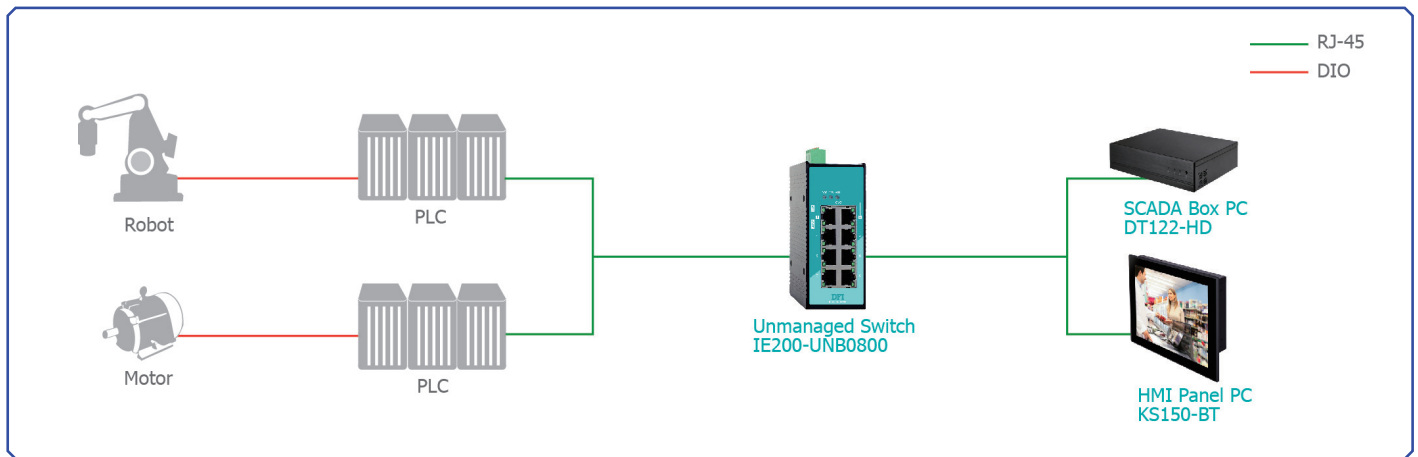 RJ-45
DIO
Robot
PLC
SCADA Box PC
DT122-HD
Unmanaged Switch
IE200-UNB0800
Motor
PLC
HMI Panel PC
KS150-BT
DFI